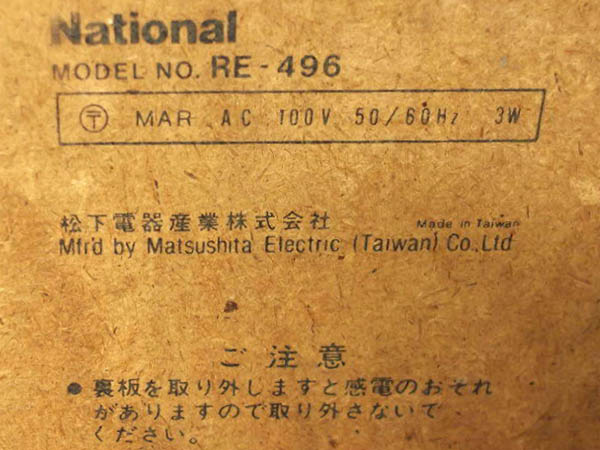 National
MODEL NO. RE-496
〒 MAR AC 100V 50/60Hz 3W
松下電器産業株式会社 Made in Taiwan
Mfr'd by Matsushita Electric (Taiwan) Co., Ltd
ご注意
● 裏板を取り外しますと感電のおそれ
がありますので取り外さないで
ください。